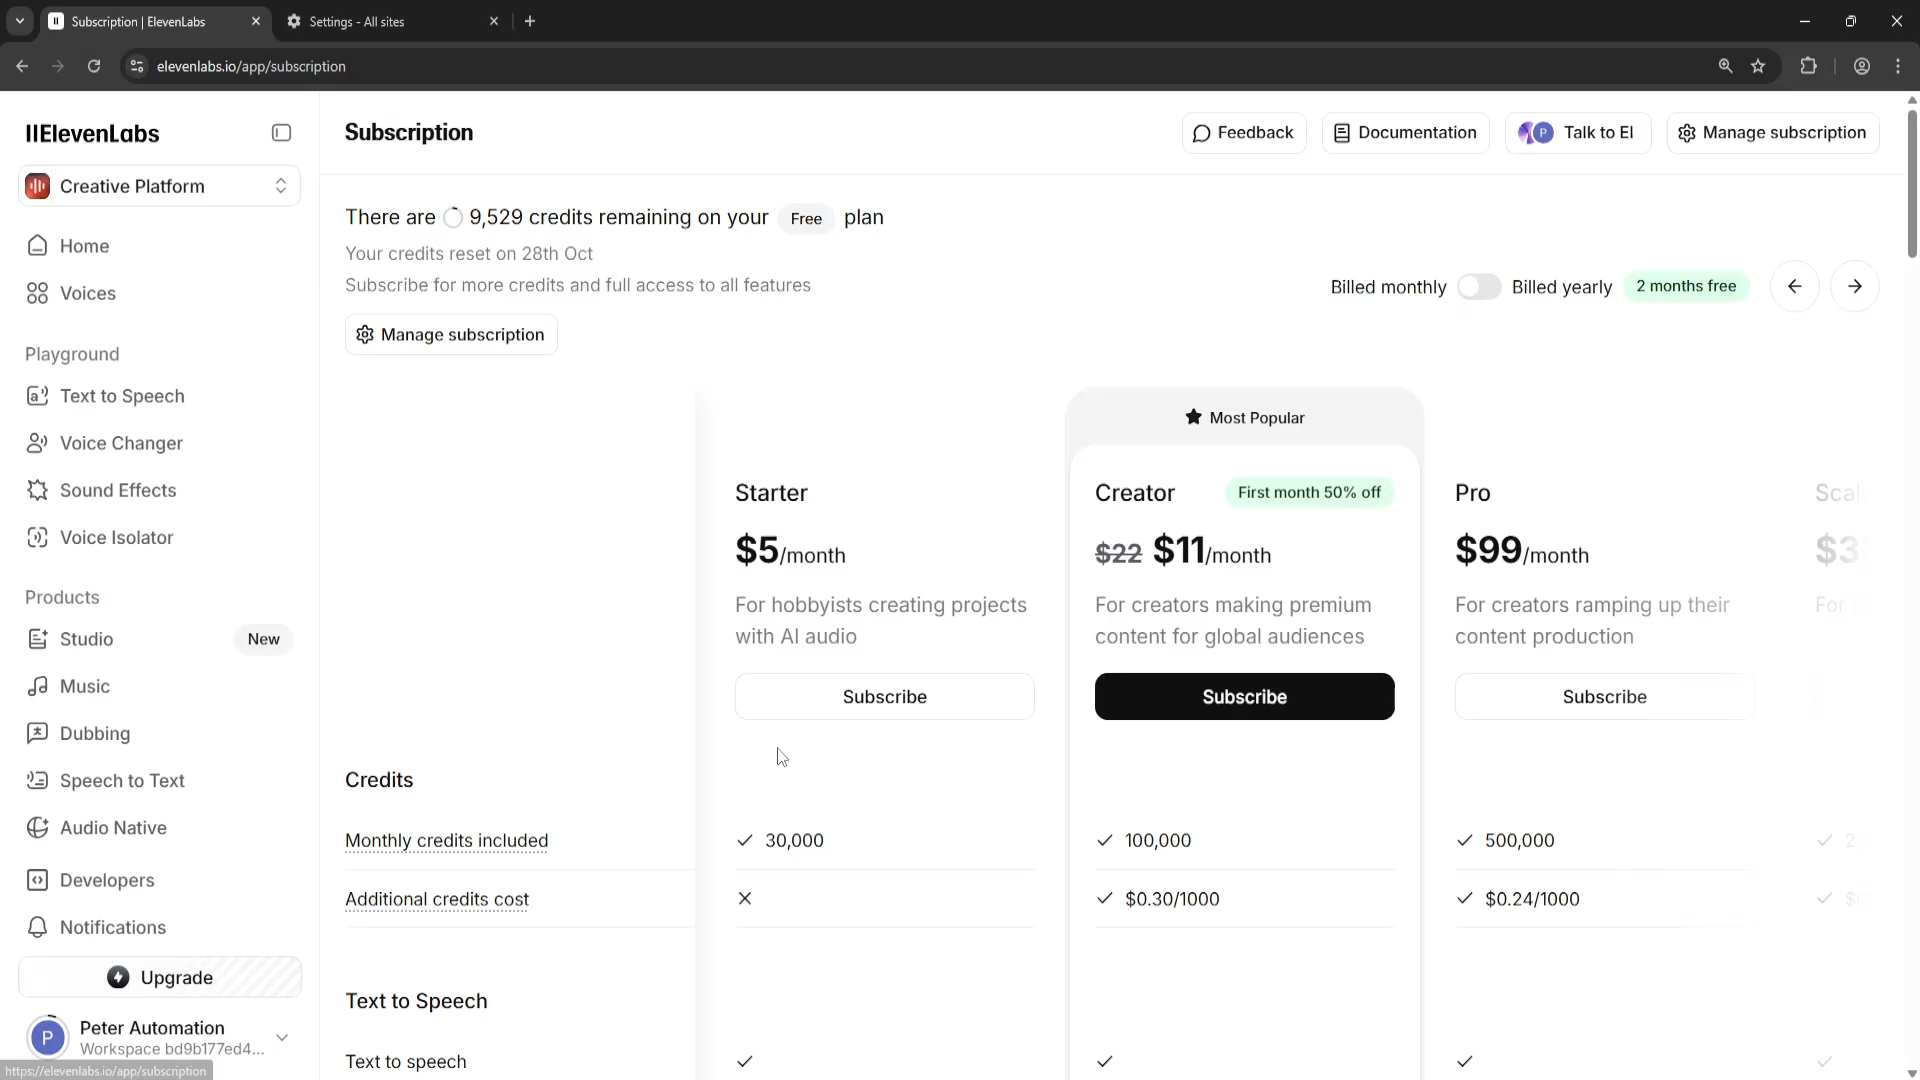 Subscription | ElevenLabs
Settings - All sites
elevenlabs.io/app/subscription
IIElevenLabs
Creative Platform
Home
Voices
Playground
Text to Speech
Voice Changer
Sound Effects
Voice Isolator
Products
Studio New
Music
Dubbing
Speech to Text
Audio Native
Developers
Notifications
Upgrade
P Peter Automation
Workspace bd9b177ed4...
https://elevenlabs.io/app/subscription
Subscription
Feedback
Documentation
P Talk to El
Manage subscription
There are 9,529 credits remaining on your Free plan
Your credits reset on 28th Oct
Subscribe for more credits and full access to all features
Manage subscription
Billed monthly Billed yearly 2 months free
Most Popular
Starter
$5/month
For hobbyists creating projects
with AI audio
Subscribe
Creator First month 50% off
$22 $11/month
For creators making premium
content for global audiences
Subscribe
Pro
$99/month
For creators ramping up their
content production
Subscribe
For
Credits
Monthly credits included 30,000 100,000 500,000
Additional credits cost $0.30/1000 $0.24/1000
Text to Speech
Text to speech